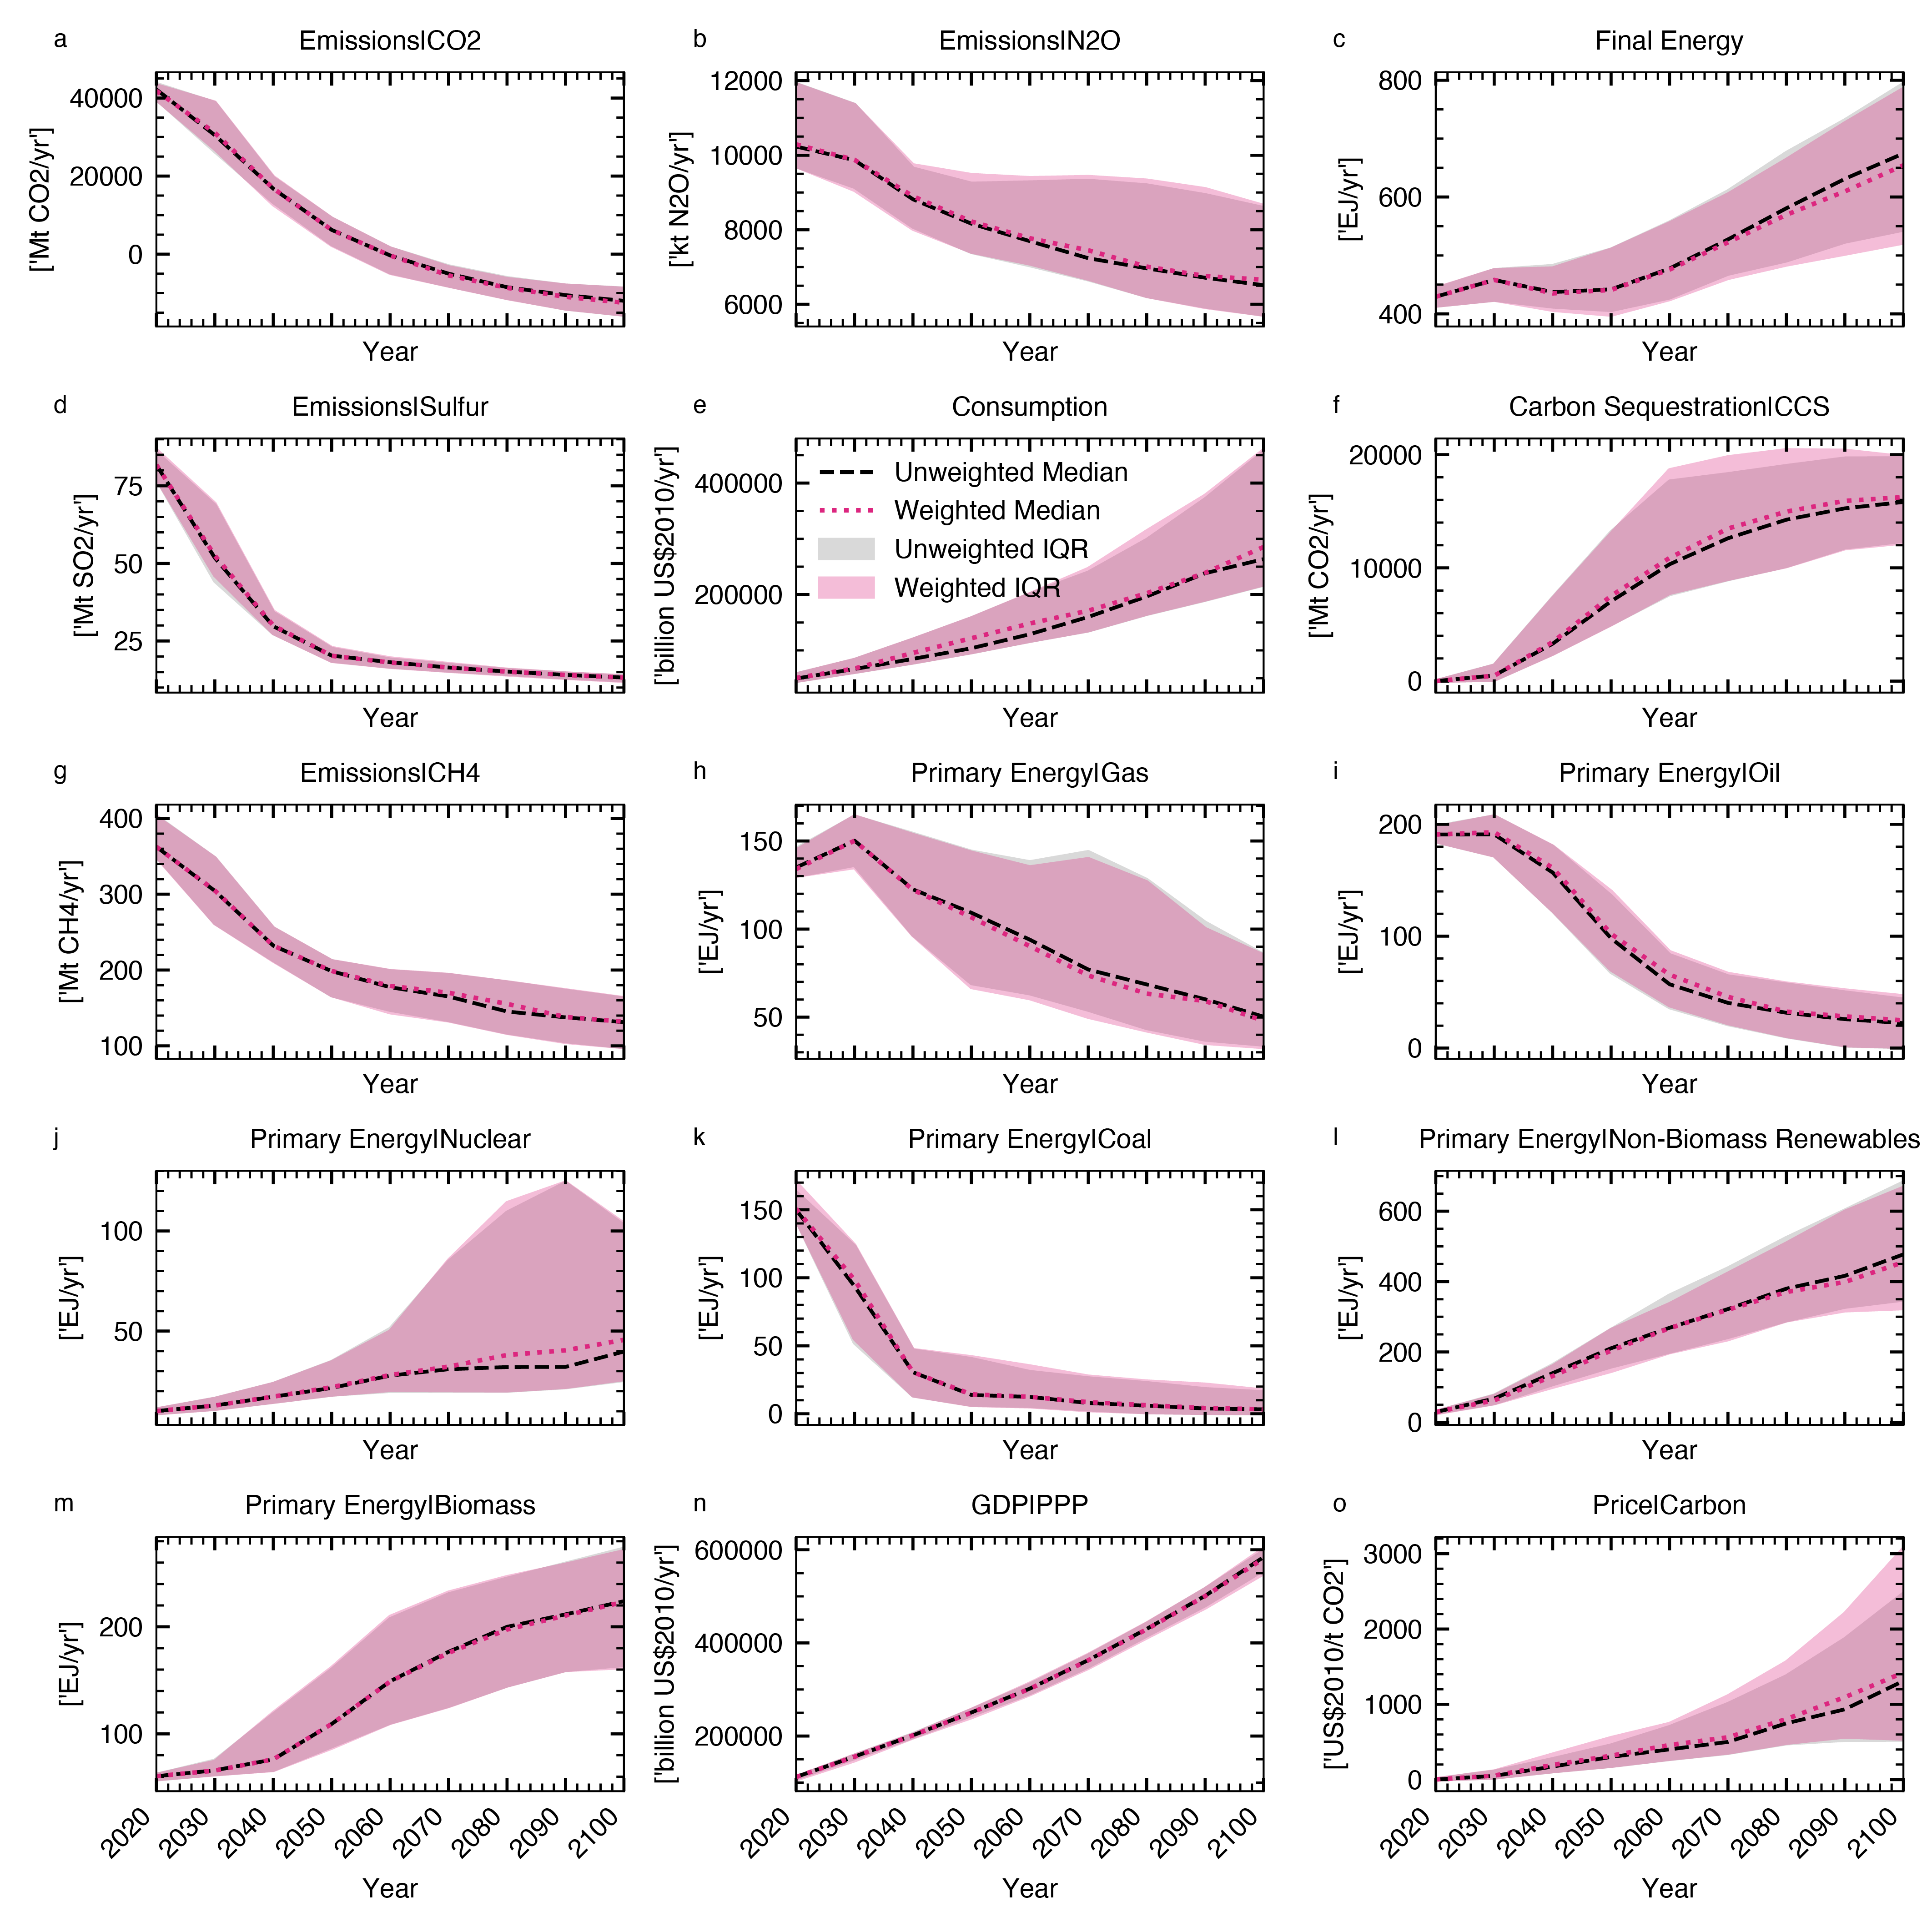 a Emissions|CO2
40000
20000
0
['Mt CO2/yr']
Year
b Emissions|N2O
12000
10000
8000
6000
['kt N2O/yr']
Year
c Final Energy
800
600
400
['EJ/yr']
Year
d Emissions|Sulfur
75
50
25
['Mt SO2/yr']
Year
e Consumption
400000
200000
['billion US$2010/yr']
Unweighted Median
Weighted Median
Unweighted IQR
Weighted IQR
Year
f Carbon Sequestration|CCS
20000
10000
0
['Mt CO2/yr']
Year
g Emissions|CH4
400
300
200
100
['Mt CH4/yr']
Year
h Primary Energy|Gas
150
100
50
['EJ/yr']
Year
i Primary Energy|Oil
200
100
0
['EJ/yr']
Year
j Primary Energy|Nuclear
100
50
['EJ/yr']
Year
k Primary Energy|Coal
150
100
50
0
['EJ/yr']
Year
l Primary Energy|Non-Biomass Renewables
600
400
200
0
['EJ/yr']
Year
m Primary Energy|Biomass
200
100
['EJ/yr']
2020 2030 2040 2050 2060 2070 2080 2090 2100
Year
n GDP|PPP
600000
400000
200000
['billion US$2010/yr']
2020 2030 2040 2050 2060 2070 2080 2090 2100
Year
o Price|Carbon
3000
2000
1000
0
['US$2010/t CO2']
2020 2030 2040 2050 2060 2070 2080 2090 2100
Year